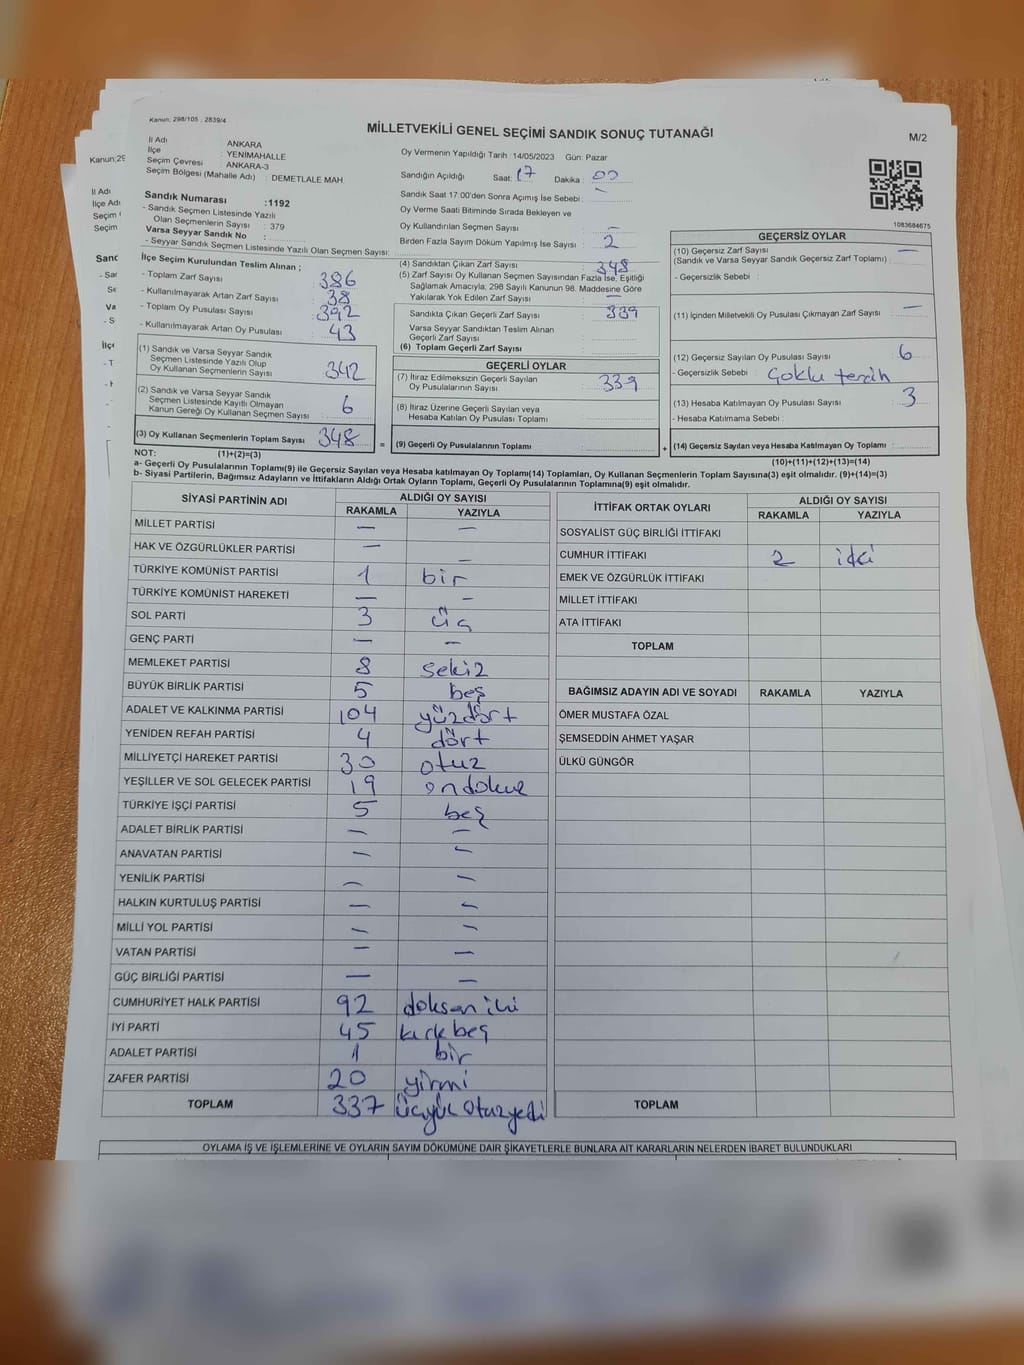 Kanun: 298/105 , 2839/4
MİLLETVEKİLİ GENEL SEÇİMİ SANDIK SONUÇ TUTANAĞI
M/2
İl Adı : ANKARA
İlçe : YENİMAHALLE
Seçim Çevresi : ANKARA-3
Seçim Bölgesi (Mahalle Adı) : DEMETLALE MAH.
Sandık Numarası :1192
- Sandık Seçmen Listesinde Yazılı
Olan Seçmenlerin Sayısı : 379
Varsa Seyyar Sandık No :
- Seyyar Sandık Seçmen Listesinde Yazılı Olan Seçmen Sayısı:
Oy Vermenin Yapıldığı Tarih :14/05/2023 Gün: Pazar
Sandığın Açıldığı Saat: 17 Dakika : 00
Sandık Saat 17:00'den Sonra Açımış İse Sebebi : -
Oy Verme Saati Bitiminde Sırada Bekleyen ve
Oy Kullandırılan Seçmen Sayısı : -
Birden Fazla Sayım Döküm Yapılmış İse Sayısı : 2
1083684675
İlçe Seçim Kurulundan Teslim Alınan ;
- Toplam Zarf Sayısı : 386
- Kullanılmayarak Artan Zarf Sayısı : 38
- Toplam Oy Pusulası Sayısı : 392
- Kullanılmayarak Artan Oy Pusulası : 43
(1) Sandık ve Varsa Seyyar Sandık
Seçmen Listesinde Yazılı Olup
Oy Kullanan Seçmenlerin Sayısı : 342
(2) Sandık ve Varsa Seyyar Sandık
Seçmen Listesinde Kayıtlı Olmayan
Kanun Gereği Oy Kullanan Seçmen Sayısı : 6
(3) Oy Kullanan Seçmenlerin Toplam Sayısı : 348
(4) Sandıktan Çıkan Zarf Sayısı : 348
(5) Zarf Sayısı Oy Kullanan Seçmen Sayısından Fazla İse, Eşitliği
Sağlamak Amacıyla; 298 Sayılı Kanunun 98. Maddesine Göre
Yakılarak Yok Edilen Zarf Sayısı : -
Sandıkta Çıkan Geçerli Zarf Sayısı : 339
Varsa Seyyar Sandıktan Teslim Alınan
Geçerli Zarf Sayısı :
(6) Toplam Geçerli Zarf Sayısı :
GEÇERLİ OYLAR
(7) İtiraz Edilmeksizin Geçerli Sayılan
Oy Pusulalarının Sayısı : 339
(8) İtiraz Üzerine Geçerli Sayılan veya
Hesaba Katılan Oy Pusulası Toplamı :
= (9) Geçerli Oy Pusulalarının Toplamı :
GEÇERSİZ OYLAR
(10) Geçersiz Zarf Sayısı -
(Sandık ve Varsa Seyyar Sandık Geçersiz Zarf Toplamı) :
- Geçersizlik Sebebi :
(11) İçinden Milletvekili Oy Pusulası Çıkmayan Zarf Sayısı : -
(12) Geçersiz Sayılan Oy Pusulası Sayısı : 6
- Geçersizlik Sebebi : Çoklu tercih
(13) Hesaba Katılmayan Oy Pusulası Sayısı : 3
- Hesaba Katılmama Sebebi :
+ (14) Geçersiz Sayılan veya Hesaba Katılmayan Oy Toplamı :
NOT: (1)+(2)=(3)
(10)+(11)+(12)+(13)=(14)
a- Geçerli Oy Pusulalarının Toplamı(9) ile Geçersiz Sayılan veya Hesaba katılmayan Oy Toplamı(14) Toplamları, Oy Kullanan Seçmenlerin Toplam Sayısına(3) eşit olmalıdır. (9)+(14)=(3)
b- Siyasi Partilerin, Bağımsız Adayların ve İttifakların Aldığı Ortak Oyların Toplamı, Geçerli Oy Pusulalarının Toplamına(9) eşit olmalıdır.
SİYASİ PARTİNİN ADI ALDIĞI OY SAYISI
RAKAMLA YAZIYLA
MİLLET PARTİSİ - -
HAK VE ÖZGÜRLÜKLER PARTİSİ - -
TÜRKİYE KOMÜNİST PARTİSİ 1 bir
TÜRKİYE KOMÜNİST HAREKETİ - -
SOL PARTİ 3 üç
GENÇ PARTİ - -
MEMLEKET PARTİSİ 8 sekiz
BÜYÜK BİRLİK PARTİSİ 5 beş
ADALET VE KALKINMA PARTİSİ 104 yüzdört
YENİDEN REFAH PARTİSİ 4 dört
MİLLİYETÇİ HAREKET PARTİSİ 30 otuz
YEŞİLLER VE SOL GELECEK PARTİSİ 19 ondokuz
TÜRKİYE İŞÇİ PARTİSİ 5 beş
ADALET BİRLİK PARTİSİ - -
ANAVATAN PARTİSİ - -
YENİLİK PARTİSİ - -
HALKIN KURTULUŞ PARTİSİ - -
MİLLİ YOL PARTİSİ - -
VATAN PARTİSİ - -
GÜÇ BİRLİĞİ PARTİSİ - -
CUMHURİYET HALK PARTİSİ 92 doksan iki
İYİ PARTİ 45 kırkbeş
ADALET PARTİSİ 1 bir
ZAFER PARTİSİ 20 yirmi
TOPLAM 337 üçyüz otuzyedi
İTTİFAK ORTAK OYLARI ALDIĞI OY SAYISI
RAKAMLA YAZIYLA
SOSYALİST GÜÇ BİRLİĞİ İTTİFAKI
CUMHUR İTTİFAKI 2 iki
EMEK VE ÖZGÜRLÜK İTTİFAKI
MİLLET İTTİFAKI
ATA İTTİFAKI
TOPLAM
BAĞIMSIZ ADAYIN ADI VE SOYADI RAKAMLA YAZIYLA
ÖMER MUSTAFA ÖZAL
ŞEMSEDDİN AHMET YAŞAR
ÜLKÜ GÜNGÖR
TOPLAM
OYLAMA İŞ VE İŞLEMLERİNE VE OYLARIN SAYIM DÖKÜMÜNE DAİR ŞİKAYETLERLE BUNLARA AİT KARARLARIN NELERDEN İBARET BULUNDUKLARI